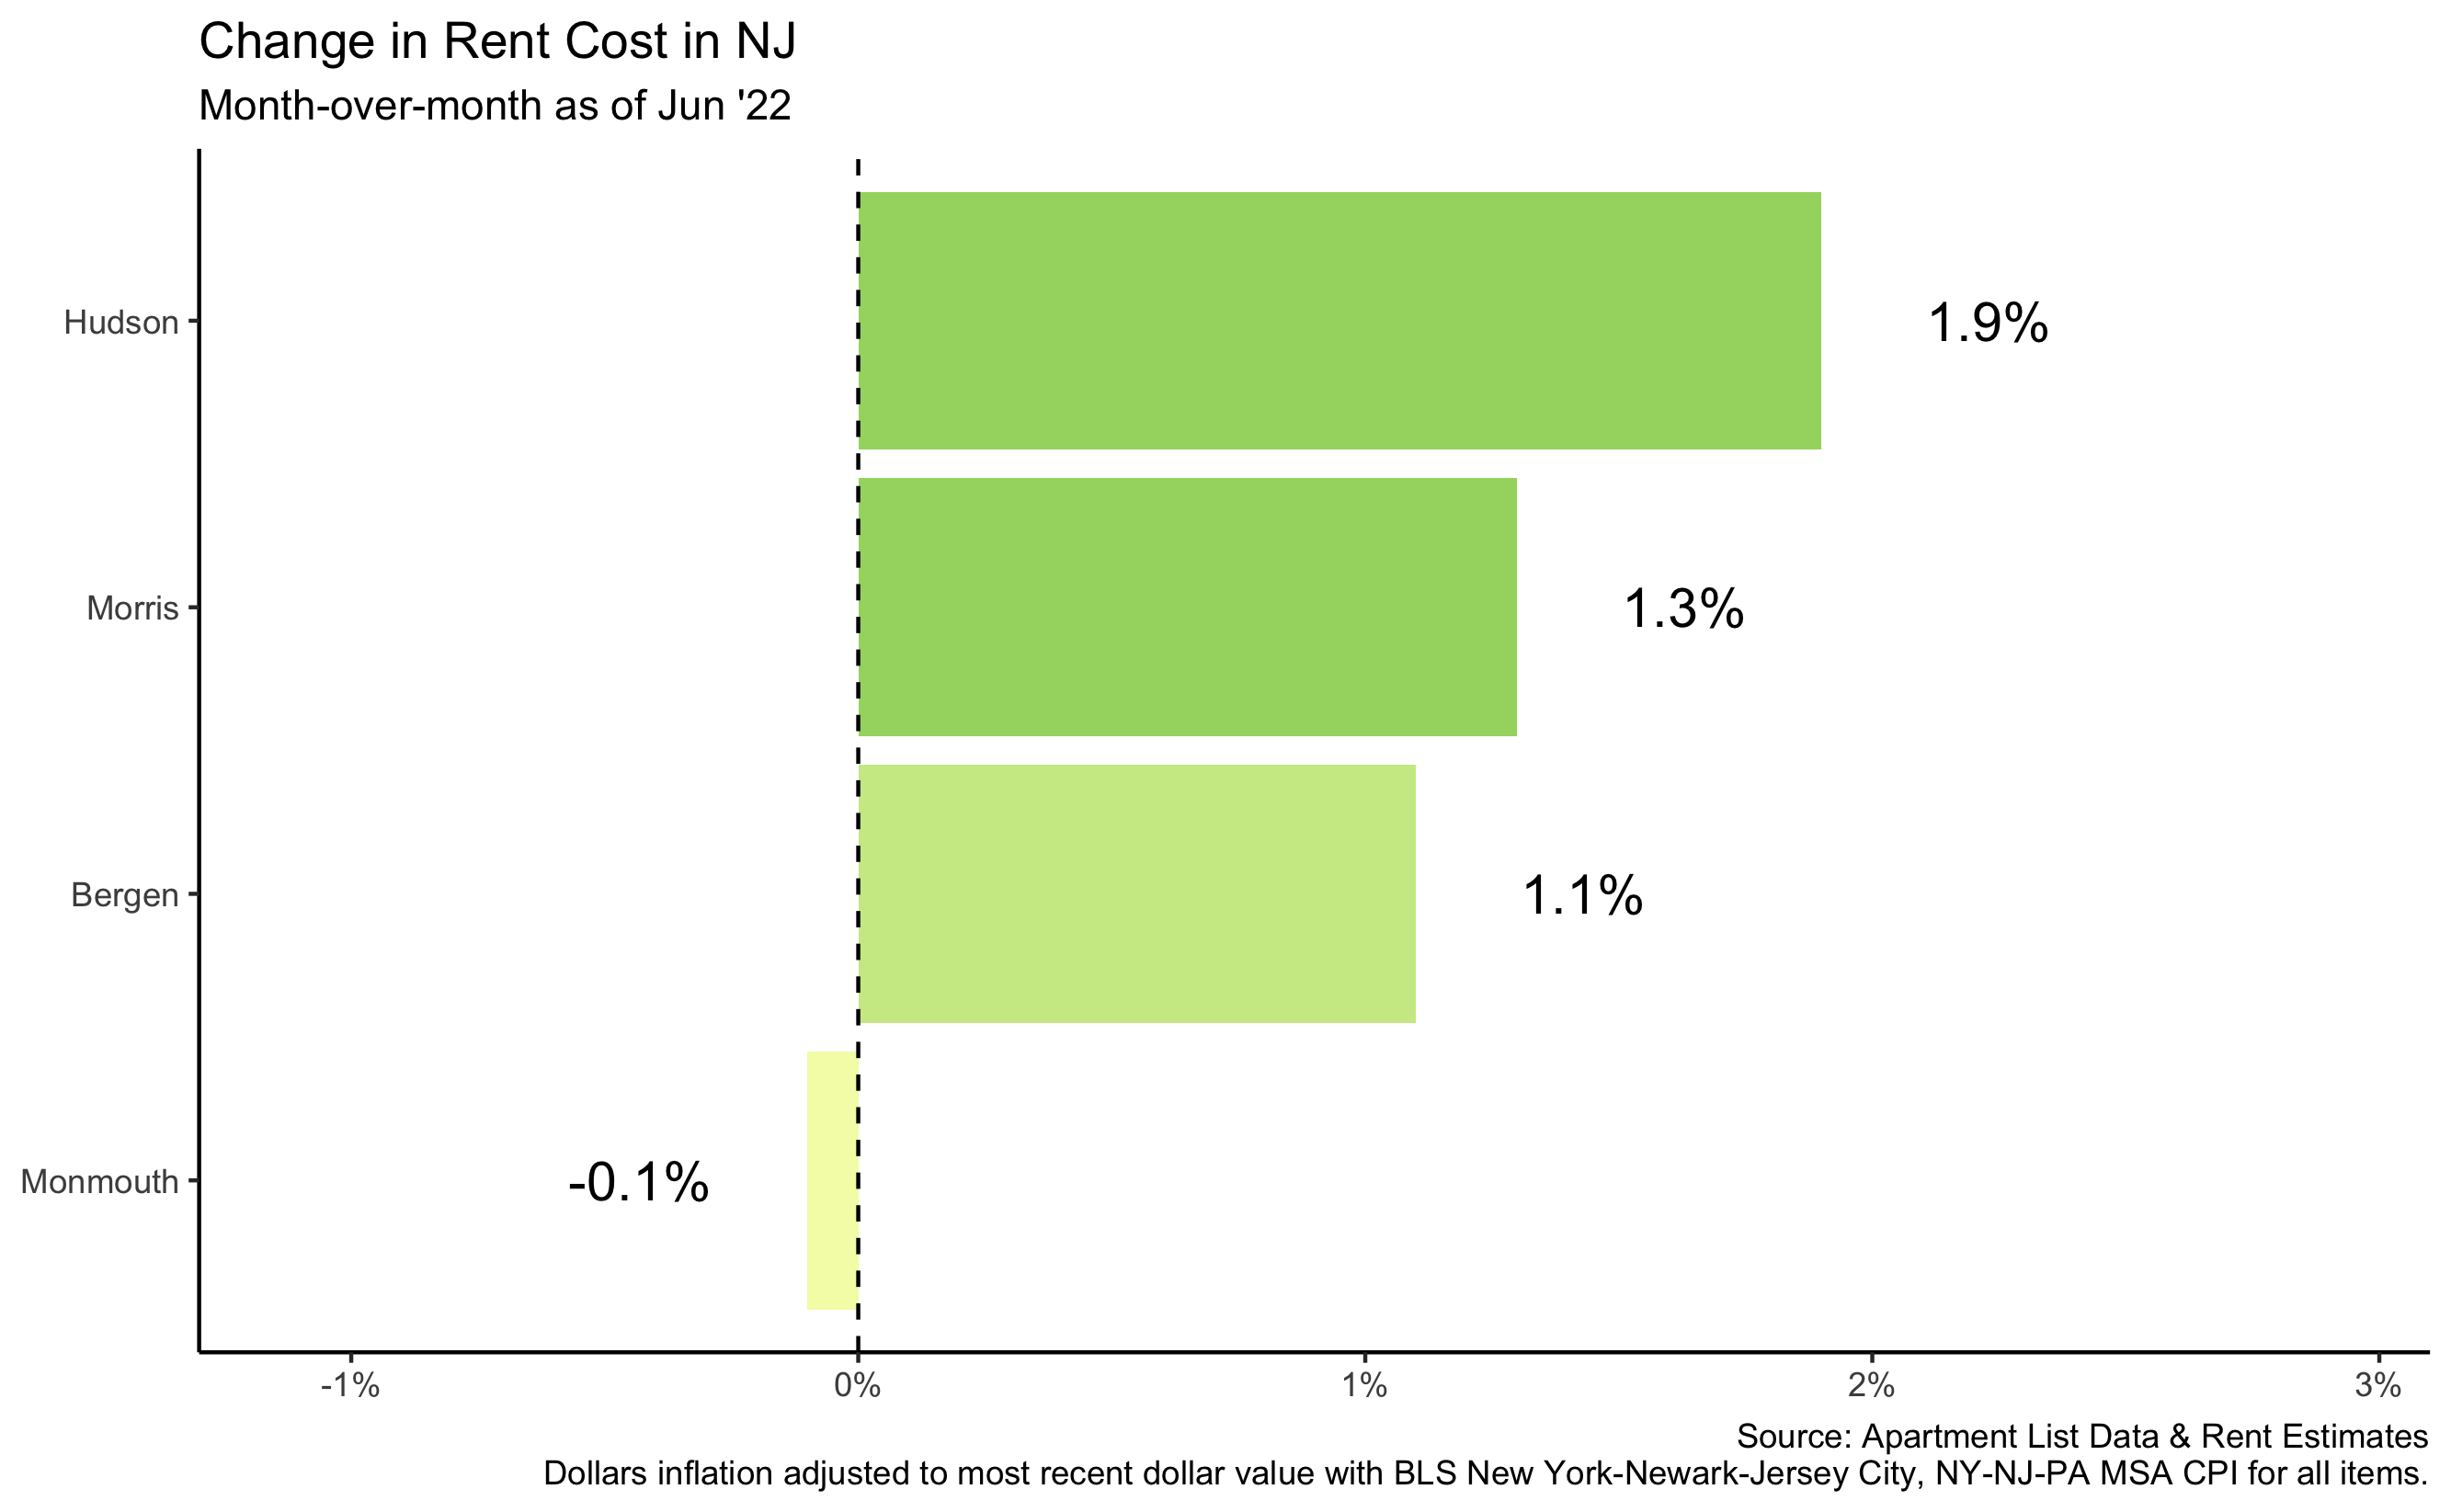 Change in Rent Cost in NJ
Month-over-month as of Jun '22
Hudson
1.9%
Morris
1.3%
Bergen
1.1%
Monmouth
-0.1%
-1%
0%
1%
2%
3%
Source: Apartment List Data & Rent Estimates
Dollars inflation adjusted to most recent dollar value with BLS New York-Newark-Jersey City, NY-NJ-PA MSA CPI for all items.